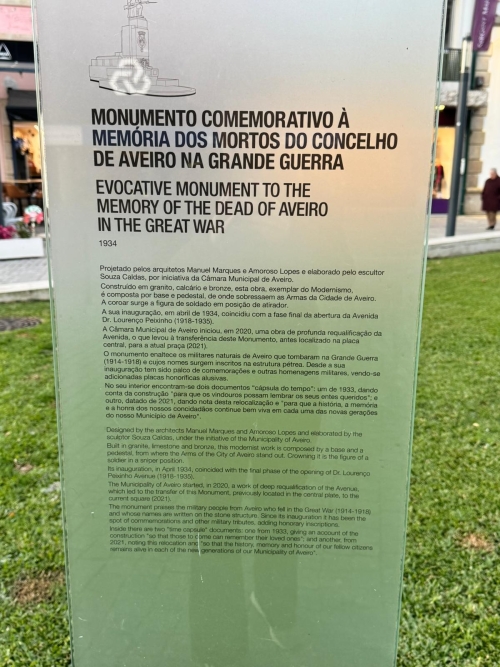 MONUMENTO COMEMORATIVO À
MEMÓRIA DOS MORTOS DO CONCELHO
DE AVEIRO NA GRANDE GUERRA
EVOCATIVE MONUMENT TO THE
MEMORY OF THE DEAD OF AVEIRO
IN THE GREAT WAR
1934
Projetado pelos arquitetos Manuel Marques e Amoroso Lopes e elaborado pelo escultor
Souza Caldas, por iniciativa da Câmara Municipal de Aveiro.
Construído em granito, calcário e bronze, esta obra, exemplar do Modernismo,
é composta por base e pedestal, de onde sobressaem as Armas da Cidade de Aveiro.
A coroar surge a figura de soldado em posição de atirador.
A sua inauguração, em abril de 1934, coincidiu com a fase final da abertura da Avenida
Dr. Lourenço Peixinho (1918-1935).
A Câmara Municipal de Aveiro iniciou, em 2020, uma obra de profunda requalificação da
Avenida, o que levou à transferência deste Monumento, antes localizado na placa
central, para a atual praça (2021).
O monumento enaltece os militares naturais de Aveiro que tombaram na Grande Guerra
(1914-1918) e cujos nomes surgem inscritos na estrutura pétrea. Desde a sua
inauguração tem sido palco de comemorações e outras homenagens militares, vendo-se
adicionadas placas honoríficas alusivas.
No seu interior encontram-se dois documentos "cápsula do tempo": um de 1933, dando
conta da construção "para que os vindouros possam lembrar os seus entes queridos"; e
outro, datado de 2021, dando nota desta relocalização e "para que a história, a memória
e a honra dos nossos concidadãos continue bem viva em cada uma das novas gerações
do nosso Município de Aveiro".
Designed by the architects Manuel Marques and Amoroso Lopes and elaborated by the
sculptor Souza Caldas, under the initiative of the Municipality of Aveiro.
Built in granite, limestone and bronze, this modernist work is composed by a base and a
pedestal, from where the Arms of the City of Aveiro stand out. Crowning it is the figure of a
soldier in a sniper position.
Its inauguration, in April 1934, coincided with the final phase of the opening of Dr. Lourenço
Peixinho Avenue (1918-1935).
The Municipality of Aveiro started, in 2020, a work of deep requalification of the Avenue,
which led to the transfer of this Monument, previously located in the central plate, to the
current square (2021).
The monument praises the military people from Aveiro who fell in the Great War (1914-1918)
and whose names are written on the stone structure. Since its inauguration it has been the
spot of commemorations and other military tributes, adding honorary inscriptions.
Inside there are two "time capsule" documents: one from 1933, giving an account of the
construction "so that those to come can remember their loved ones"; and another, from
2021, noting this relocation and "so that the history, memory and honour of our fellow citizens
remains alive in each of the new generations of our Municipality of Aveiro".